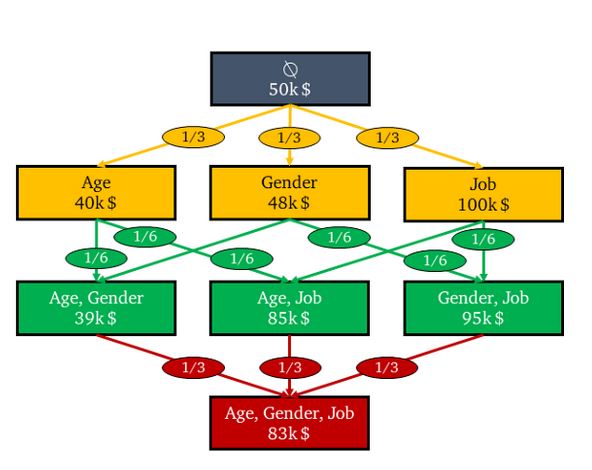 ∅
50k $
1/3
1/3
1/3
Age
40k $
Gender
48k $
Job
100k $
1/6
1/6
1/6
1/6
1/6
1/6
Age, Gender
39k $
Age, Job
85k $
Gender, Job
95k $
1/3
1/3
1/3
Age, Gender, Job
83k $